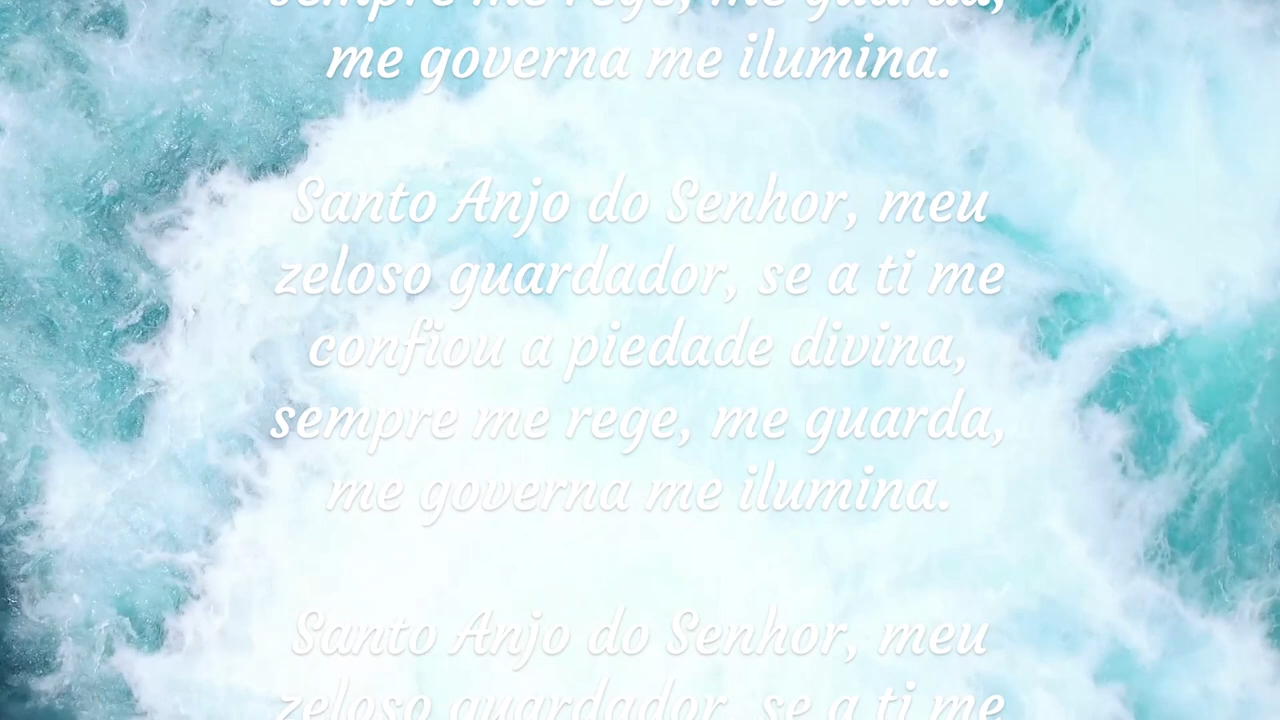 sempre me rege, me guarda,
me governa me ilumina.
Santo Anjo do Senhor, meu
zeloso guardador, se a ti me
confiou a piedade divina,
sempre me rege, me guarda,
me governa me ilumina.
Santo Anjo do Senhor, meu
zeloso guardador, se a ti me